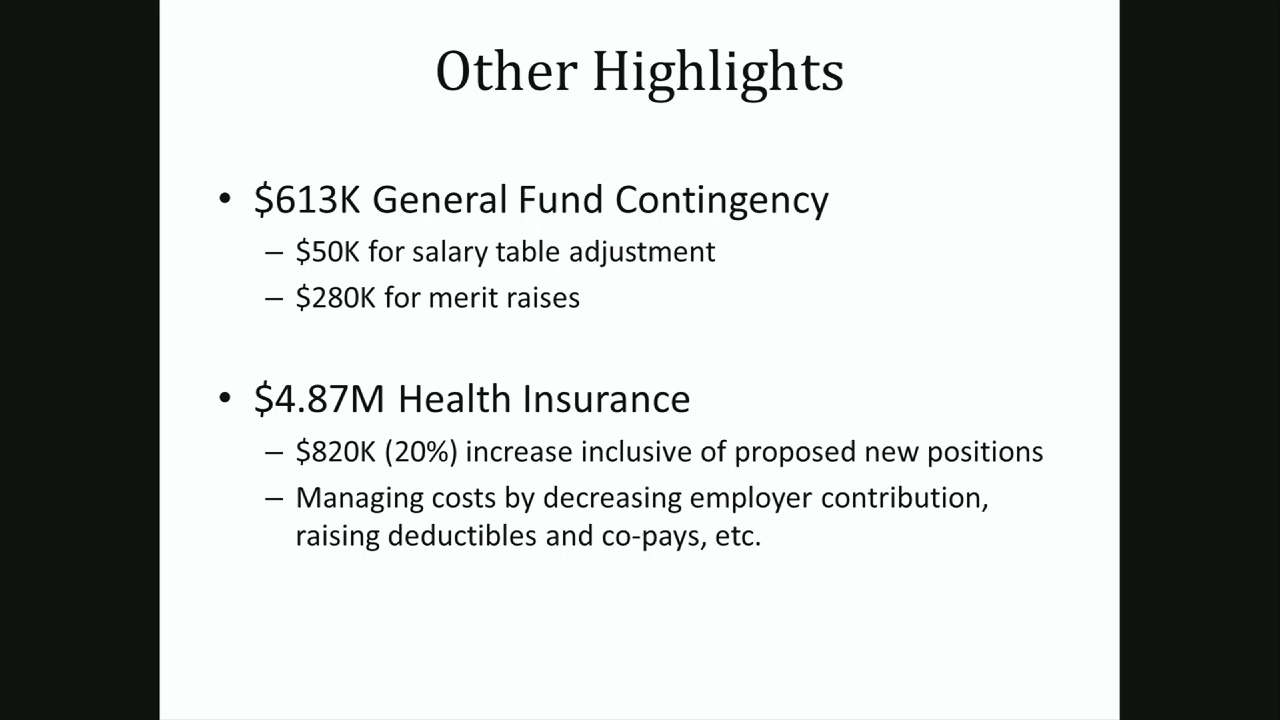 Other Highlights
• $613K General Fund Contingency
– $50K for salary table adjustment
– $280K for merit raises
• $4.87M Health Insurance
– $820K (20%) increase inclusive of proposed new positions
– Managing costs by decreasing employer contribution,
raising deductibles and co-pays, etc.